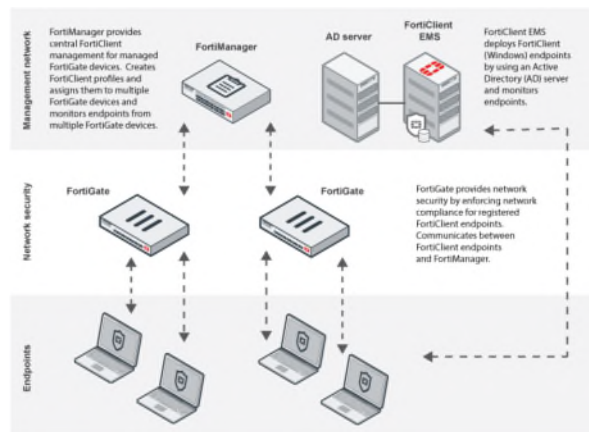 Management network
FortiManager provides
central FortiClient
management for managed
FortiGate devices. Creates
FortiClient profiles and
assigns them to multiple
FortiGate devices and
monitors endpoints from
multiple FortiGate devices.
FortiManager
AD server
FortiClient
EMS
FortiClient EMS
deploys FortiClient
(Windows) endpoints
by using an Active
Directory (AD) server
and monitors
endpoints.
Network security
FortiGate
FortiGate
FortiGate provides network
security by enforcing network
compliance for registered
FortiClient endpoints.
Communicates between
FortiClient endpoints
and FortiManager.
Endpoints